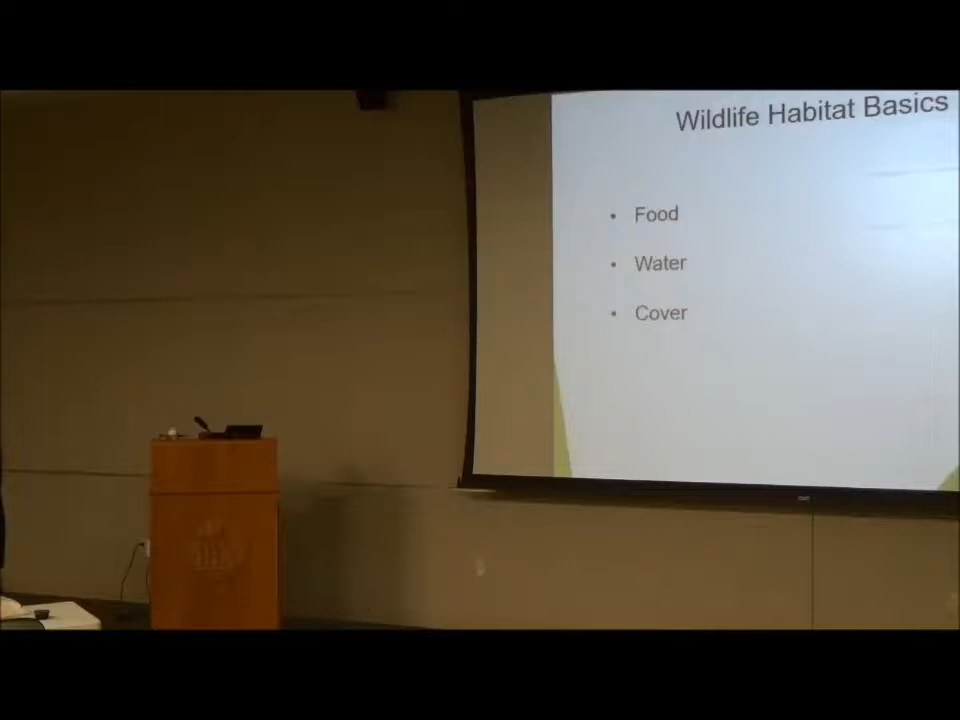 Wildlife Habitat Basics
• Food
• Water
• Cover